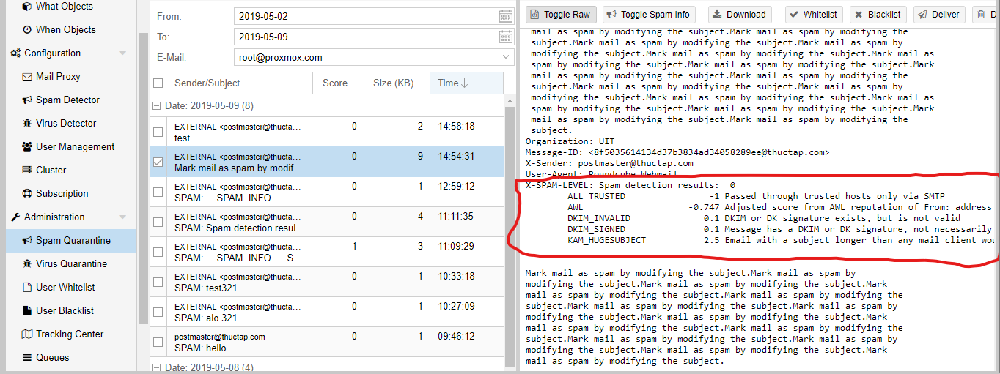 What Objects
When Objects
Configuration
Mail Proxy
Spam Detector
Virus Detector
User Management
Cluster
Subscription
Administration
Spam Quarantine
Virus Quarantine
User Whitelist
User Blacklist
Tracking Center
Queues
From: 2019-05-02
To: 2019-05-09
E-Mail: root@proxmox.com
Sender/Subject Score Size (KB) Time ↓
Date: 2019-05-09 (8)
EXTERNAL <postmaster@thucta… 0 2 14:58:18
test
EXTERNAL <postmaster@thucta… 0 9 14:54:31
Mark mail as spam by modif…
EXTERNAL <postmaster@thucta… 0 1 12:59:12
SPAM: __SPAM_INFO__
EXTERNAL <postmaster@thucta… 0 4 11:11:35
SPAM: Spam detection resul…
EXTERNAL <postmaster@thucta… 1 3 11:09:29
SPAM: __SPAM_INFO_ _ S…
EXTERNAL <postmaster@thucta… 0 1 10:33:18
SPAM: test321
EXTERNAL <postmaster@thucta… 0 1 10:27:09
SPAM: alo 321
postmaster@thuctap.com 0 1 09:46:12
SPAM: hello
Date: 2019-05-08 (4)
Toggle Raw Toggle Spam Info Download Whitelist Blacklist Deliver D
mail as spam by modifying the subject.Mark mail as spam by modifying the
subject.Mark mail as spam by modifying the subject.Mark mail as spam by
modifying the subject.Mark mail as spam by modifying the subject.Mark mail as
spam by modifying the subject.Mark mail as spam by modifying the subject.Mark
mail as spam by modifying the subject.Mark mail as spam by modifying the
subject.Mark mail as spam by modifying the subject.Mark mail as spam by
modifying the subject.Mark mail as spam by modifying the subject.Mark mail as
spam by modifying the subject.Mark mail as spam by modifying the subject.Mark
mail as spam by modifying the subject.Mark mail as spam by modifying the
subject.
Organization: UIT
Message-ID: <8f5035614134d37b3834ad34058289ee@thuctap.com>
X-Sender: postmaster@thuctap.com
User-Agent: Roundcube Webmail
X-SPAM-LEVEL: Spam detection results: 0
ALL_TRUSTED -1 Passed through trusted hosts only via SMTP
AWL -0.747 Adjusted score from AWL reputation of From: address
DKIM_INVALID 0.1 DKIM or DK signature exists, but is not valid
DKIM_SIGNED 0.1 Message has a DKIM or DK signature, not necessarily
KAM_HUGESUBJECT 2.5 Email with a subject longer than any mail client wou
Mark mail as spam by modifying the subject.Mark mail as spam by
modifying the subject.Mark mail as spam by modifying the subject.Mark
mail as spam by modifying the subject.Mark mail as spam by modifying the
subject.Mark mail as spam by modifying the subject.Mark mail as spam by
modifying the subject.Mark mail as spam by modifying the subject.Mark
mail as spam by modifying the subject.Mark mail as spam by modifying the
subject.Mark mail as spam by modifying the subject.Mark mail as spam by
modifying the subject.Mark mail as spam by modifying the subject.Mark
mail as spam by modifying the subject.